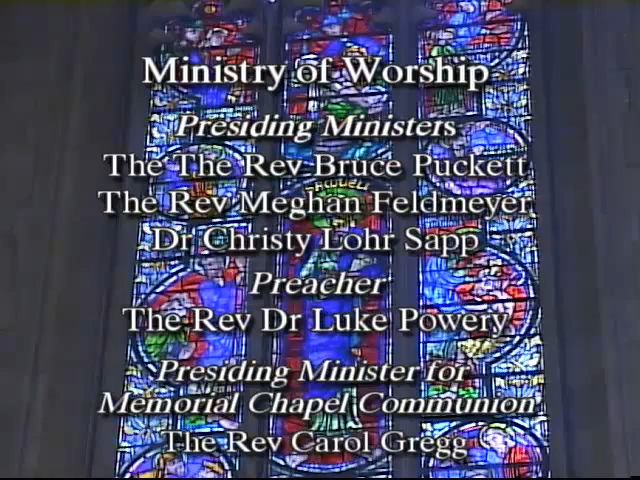 Ministry of Worship
Presiding Ministers
The The Rev Bruce Puckett
The Rev Meghan Feldmeyer
Dr Christy Lohr Sapp
Preacher
The Rev Dr Luke Powery
Presiding Minister for
Memorial Chapel Communion
The Rev Carol Gregg